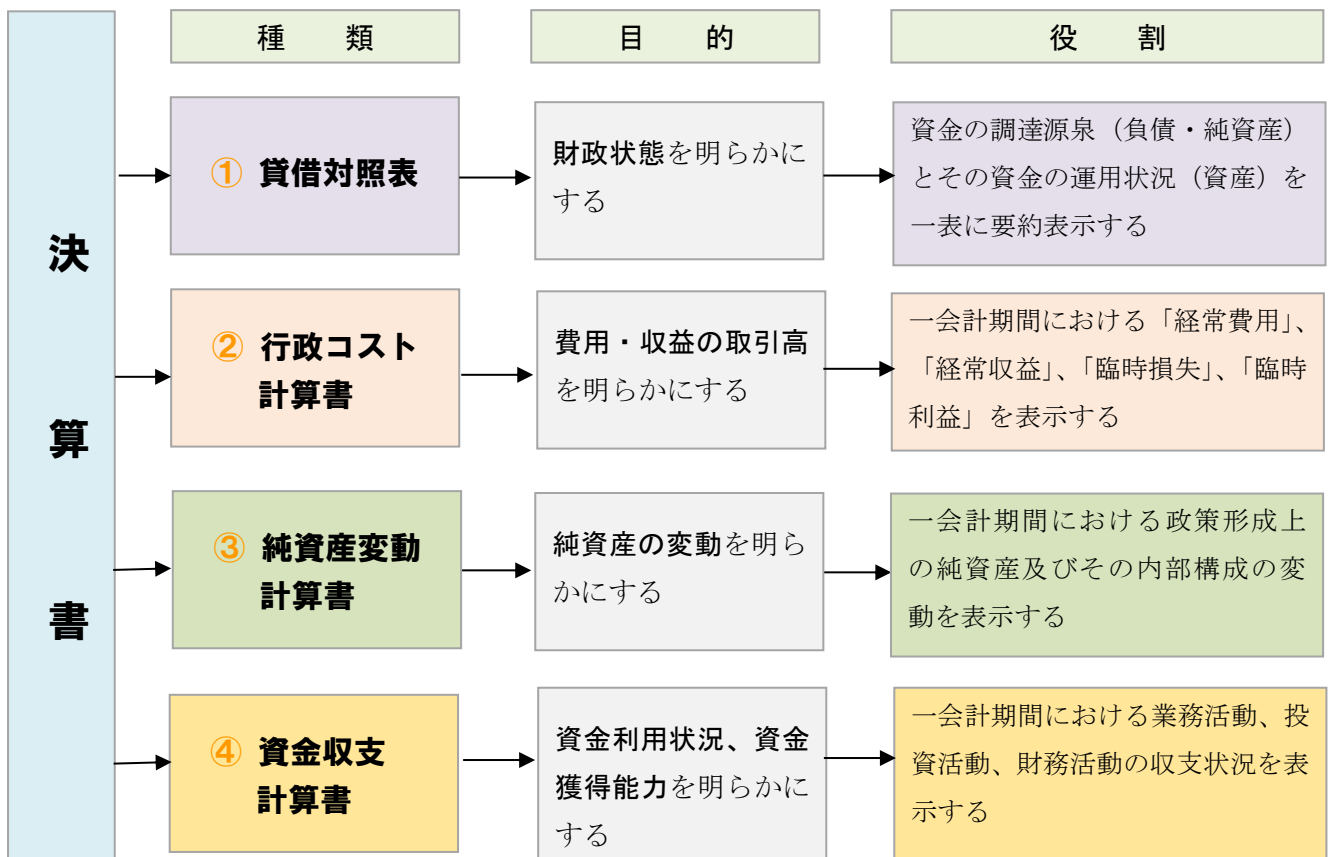 種 類
目 的
役 割
決
算
書
① 貸借対照表
財政状態を明らかに
する
資金の調達源泉（負債・純資産）
とその資金の運用状況（資産）を
一表に要約表示する
② 行政コスト
計算書
費用・収益の取引高
を明らかにする
一会計期間における「経常費用」、
「経常収益」、「臨時損失」、「臨時
利益」を表示する
③ 純資産変動
計算書
純資産の変動を明ら
かにする
一会計期間における政策形成上
の純資産及びその内部構成の変
動を表示する
④ 資金収支
計算書
資金利用状況、資金
獲得能力を明らかに
する
一会計期間における業務活動、投
資活動、財務活動の収支状況を表
示する